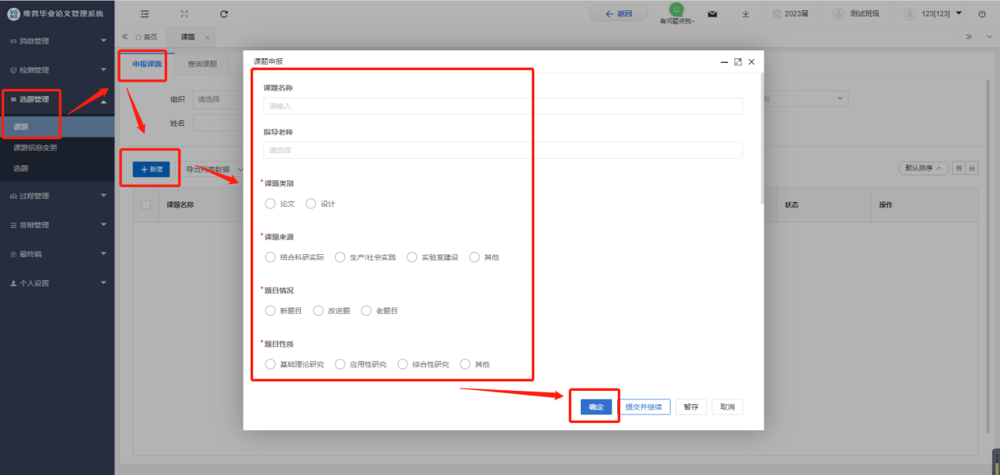 维普毕业论文管理系统
返回
有问题点我~
2023届
测试班级
123[123]
消息管理
检测管理
选题管理
课题
课题信息变更
选题
过程管理
答辩管理
最终稿
个人设置
首页
课题
申报课题
查询课题
组织
请选择
姓名
+ 新增
导出列表数据
默认排序
课题名称
状态
操作
课题申报
课题名称
请输入
指导老师
请选择
*课题类别
论文
设计
*课题来源
结合科研实际
生产/社会实践
实验室建设
其他
*题目情况
新题目
改进题
老题目
*题目性质
基础理论研究
应用性研究
综合性研究
其他
确定
提交并继续
暂存
取消